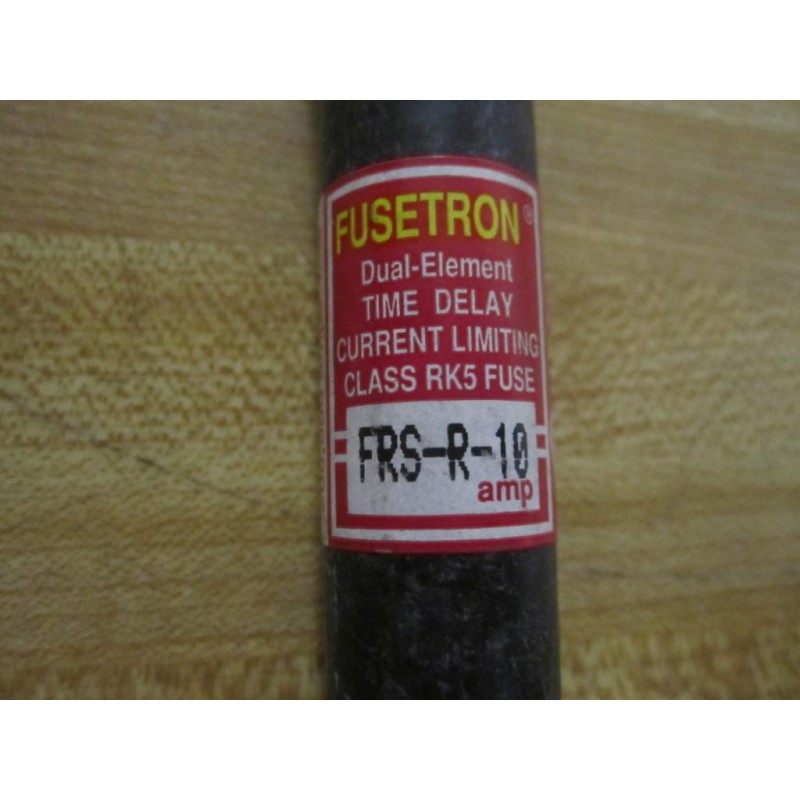 FUSETRON®
Dual-Element
TIME DELAY
CURRENT LIMITING
CLASS RK5 FUSE
FRS-R-10
amp